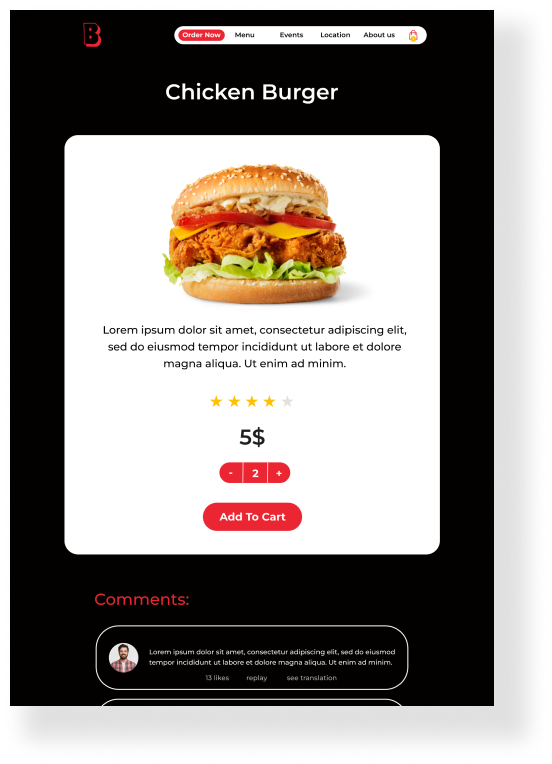 B
Order Now Menu Events Location About us
Chicken Burger
Lorem ipsum dolor sit amet, consectetur adipiscing elit,
sed do eiusmod tempor incididunt ut labore et dolore
magna aliqua. Ut enim ad minim.
5$
- 2 +
Add To Cart
Comments:
Lorem ipsum dolor sit amet, consectetur adipiscing elit, sed do eiusmod
tempor incididunt ut labore et dolore magna aliqua. Ut enim ad minim.
13 likes replay see translation